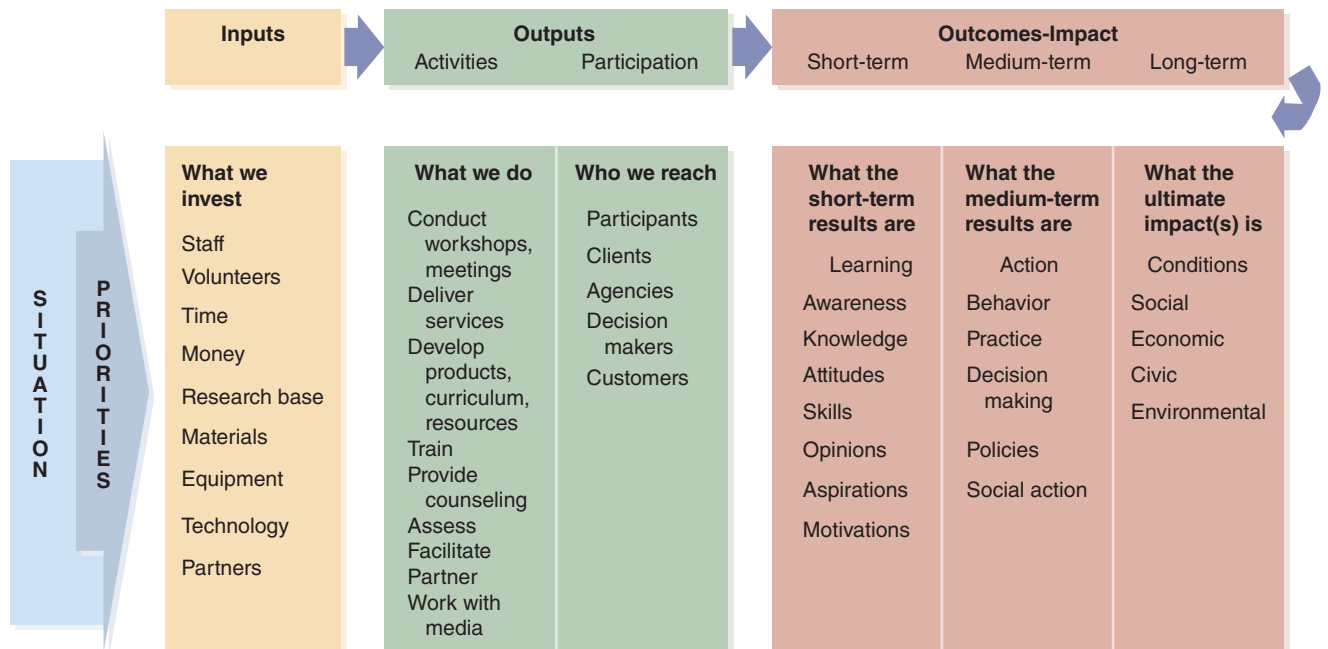 Inputs
Outputs
Activities
Participation
Outcomes-Impact
Short-term
Medium-term
Long-term
SITUATION
PRIORITIES
What we
invest
Staff
Volunteers
Time
Money
Research base
Materials
Equipment
Technology
Partners
What we do
Conduct
workshops,
meetings
Deliver
services
Develop
products,
curriculum,
resources
Train
Provide
counseling
Assess
Facilitate
Partner
Work with
media
Who we reach
Participants
Clients
Agencies
Decision
makers
Customers
What the
short-term
results are
Learning
Awareness
Knowledge
Attitudes
Skills
Opinions
Aspirations
Motivations
What the
medium-term
results are
Action
Behavior
Practice
Decision
making
Policies
Social action
What the
ultimate
impact(s) is
Conditions
Social
Economic
Civic
Environmental